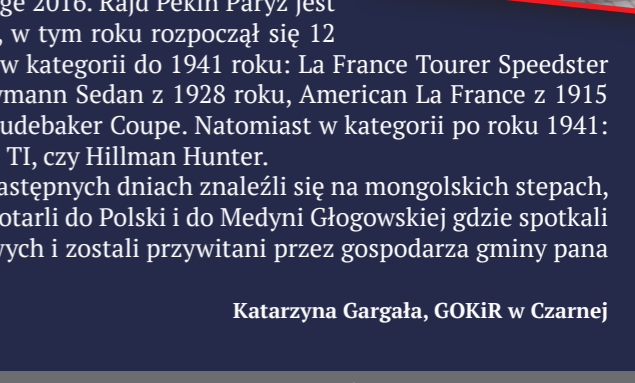 ge 2016. Rajd Pekin Paryż jest
, w tym roku rozpoczął się 12
w kategorii do 1941 roku: La France Tourer Speedster
mann Sedan z 1928 roku, American La France z 1915
udebaker Coupe. Natomiast w kategorii po roku 1941:
TI, czy Hillman Hunter.
astępnych dniach znaleźli się na mongolskich stepach,
otarli do Polski i do Medyni Głogowskiej gdzie spotkali
ych i zostali przywitani przez gospodarza gminy pana
Katarzyna Gargała, GOKiR w Czarnej